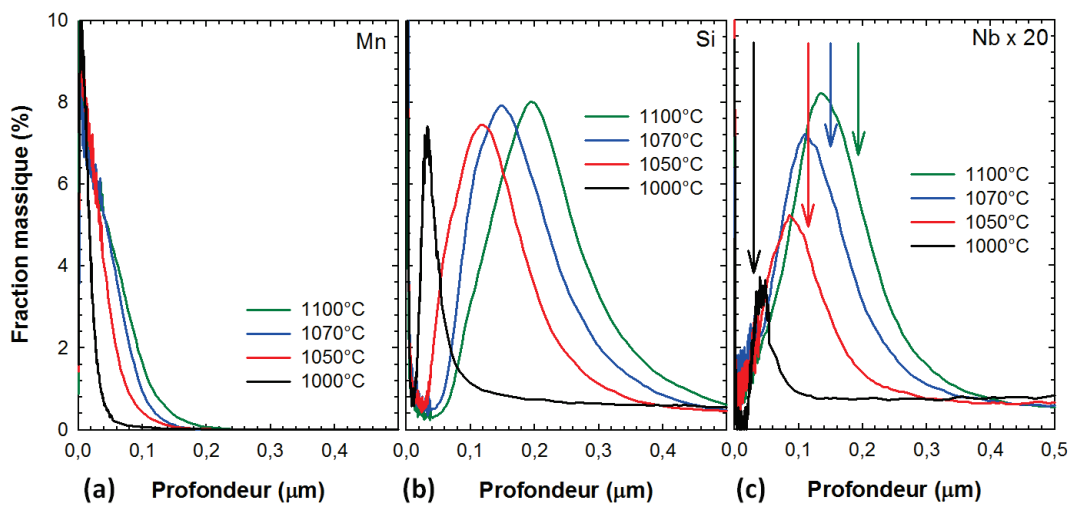 Fraction massique (%)
10
8
6
4
2
0
Mn
1100°C
1070°C
1050°C
1000°C
0,0
0,1
0,2
0,3
0,4
(a)
Profondeur (μm)
Si
1100°C
1070°C
1050°C
1000°C
0,0
0,1
0,2
0,3
0,4
(b)
Profondeur (μm)
Nb x 20
1100°C
1070°C
1050°C
1000°C
0,0
0,1
0,2
0,3
0,4
0,5
(c)
Profondeur (μm)